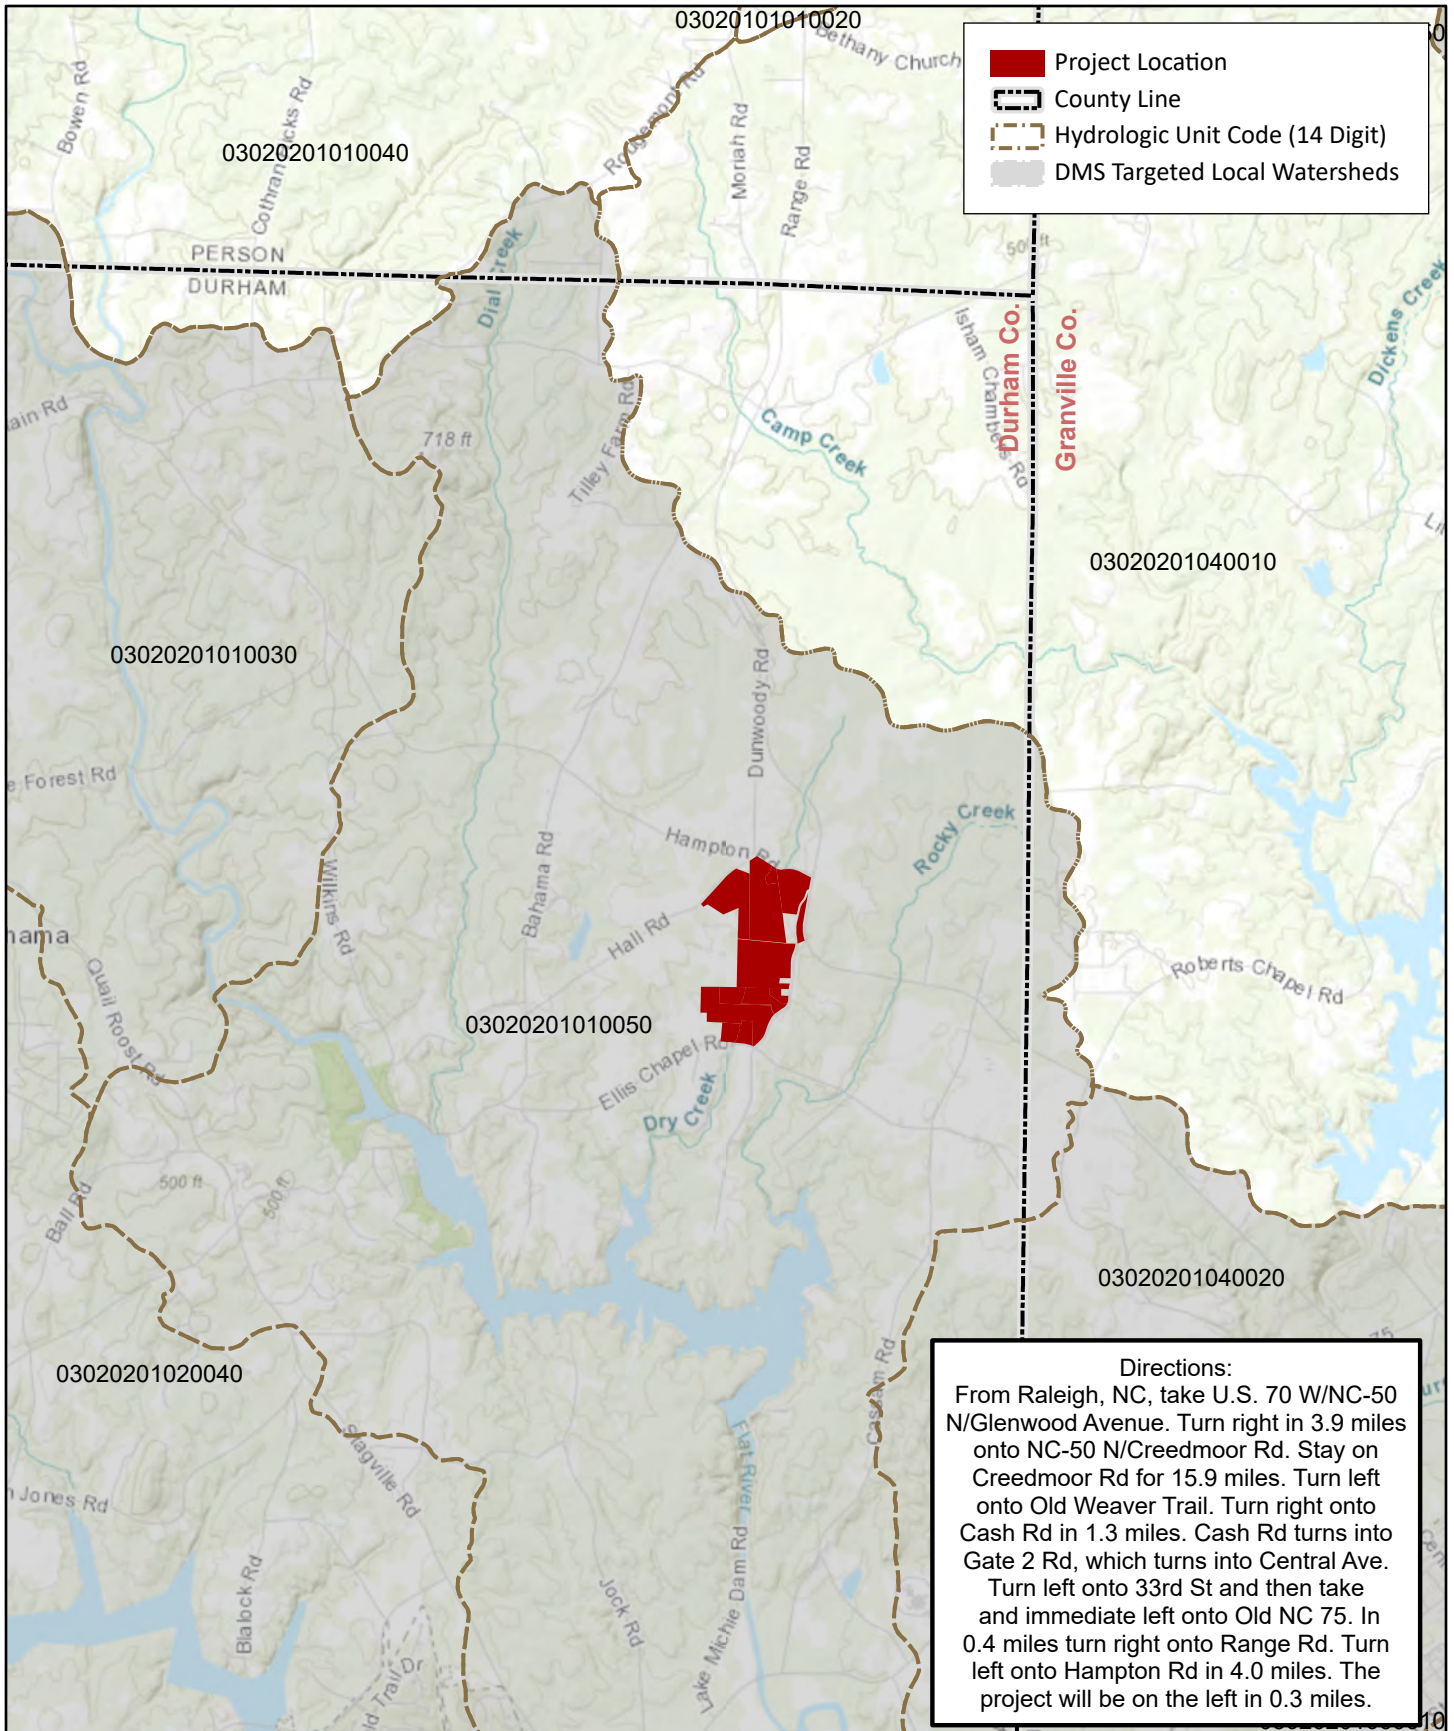 03020101010020
Bethany Church
Project Location
County Line
Hydrologic Unit Code (14 Digit)
DMS Targeted Local Watersheds
Bowen Rd
Rougemont Rd
Moriah Rd
Range Rd
03020201010040
PERSON
DURHAM
500 ft
Dial Creek
Isham Chambers Rd
Durham Co.
Granville Co.
Dickens Creek
ain Rd
718 ft
Tilley Farm Rd
Camp Creek
03020201040010
03020201010030
Dunwoody Rd
e Forest Rd
Rocky Creek
Hampton Rd
Wilkins Rd
Bahama Rd
Hall Rd
hama
Quail Roost Rd
Roberts Chapel Rd
03020201010050
Ellis Chapel Rd
Dry Creek
Ball Rd
500 ft
500 ft
03020201040020
75
03020201020040
Cassam Rd
Stagville Rd
Flat River
n Jones Rd
Blalock Rd
Jock Rd
Lake Michie Dam Rd
ld Trail Dr
Directions:
From Raleigh, NC, take U.S. 70 W/NC-50
N/Glenwood Avenue. Turn right in 3.9 miles
onto NC-50 N/Creedmoor Rd. Stay on
Creedmoor Rd for 15.9 miles. Turn left
onto Old Weaver Trail. Turn right onto
Cash Rd in 1.3 miles. Cash Rd turns into
Gate 2 Rd, which turns into Central Ave.
Turn left onto 33rd St and then take
and immediate left onto Old NC 75. In
0.4 miles turn right onto Range Rd. Turn
left onto Hampton Rd in 4.0 miles. The
project will be on the left in 0.3 miles.